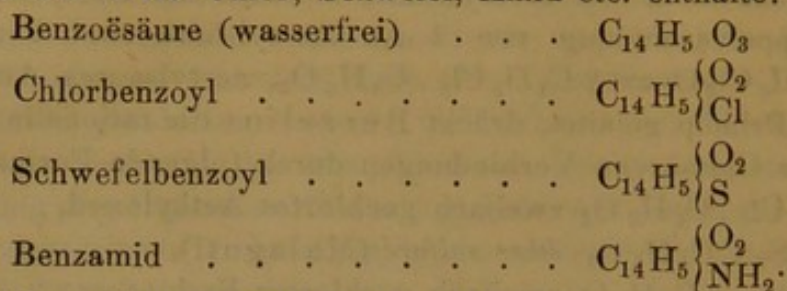 Benzoësäure (wasserfrei) . . . C₁₄ H₅ O₃
Chlorbenzoyl . . . . . . . C₁₄ H₅ { O₂ Cl
Schwefelbenzoyl . . . . . . C₁₄ H₅ { O₂ S
Benzamid . . . . . . . . C₁₄ H₅ { O₂ NH₂.